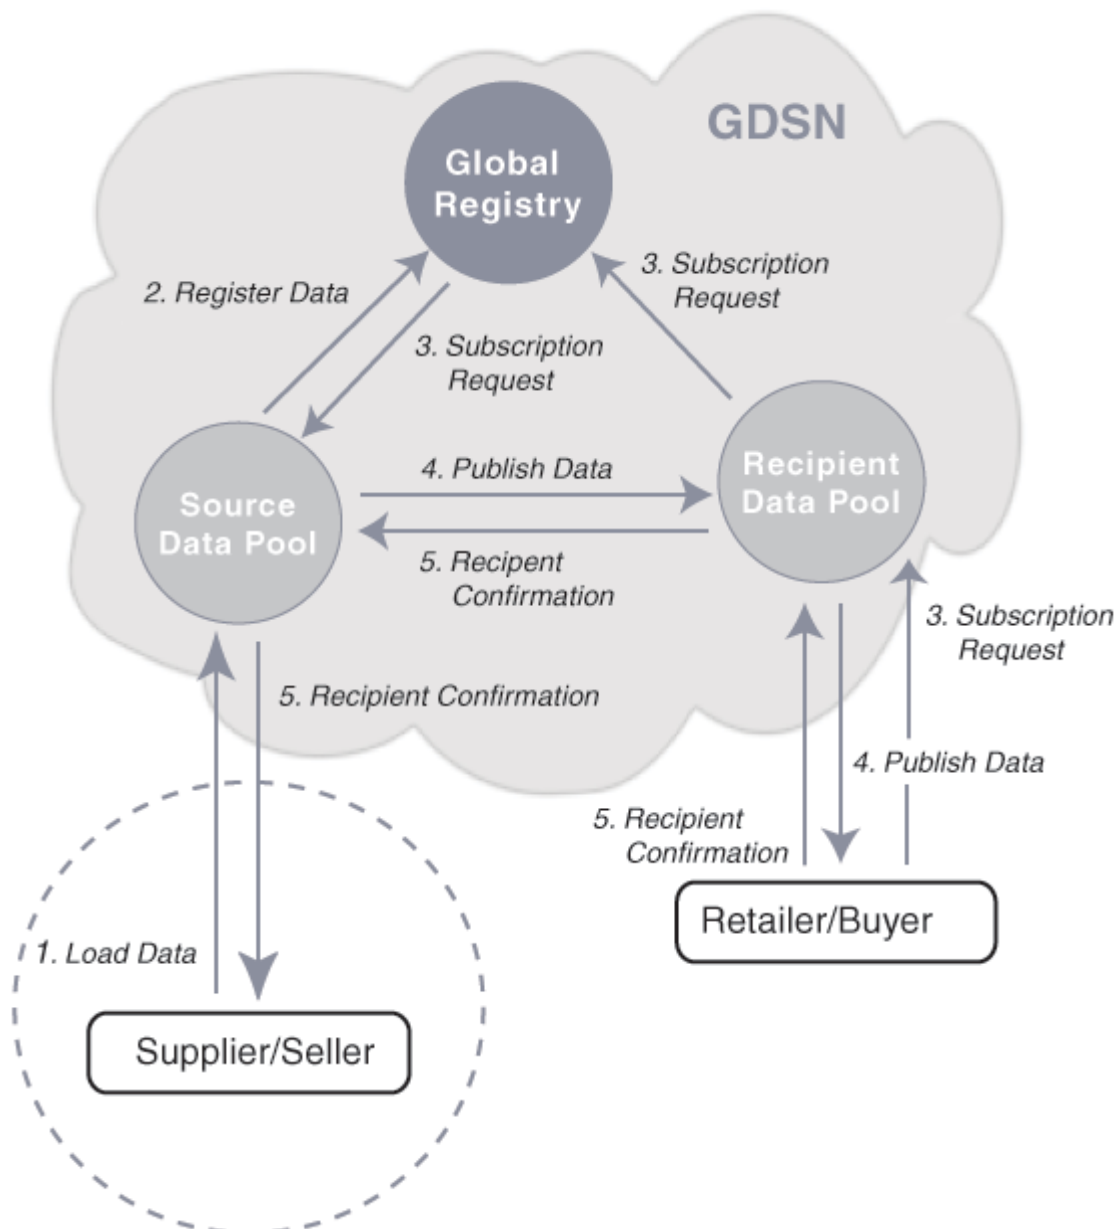 GDSN
Global
Registry
3. Subscription
Request
2. Register Data
3. Subscription
Request
4. Publish Data
Recipient
Data Pool
Source
Data Pool
5. Recipent
Confirmation
3. Subscription
Request
5. Recipient Confirmation
4. Publish Data
5. Recipient
Confirmation
Retailer/Buyer
1. Load Data
Supplier/Seller